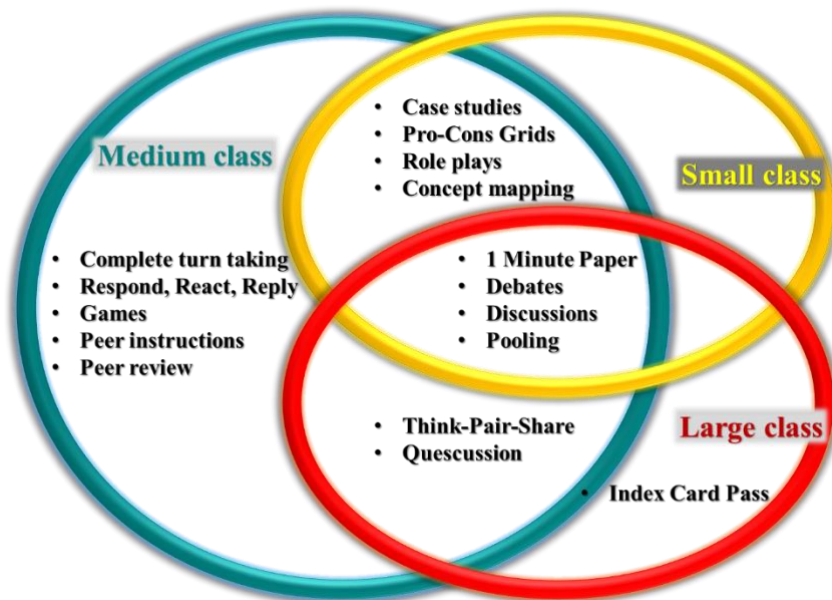 Medium class
• Case studies
• Pro-Cons Grids
• Role plays
• Concept mapping
Small class
• Complete turn taking
• Respond, React, Reply
• Games
• Peer instructions
• Peer review
• 1 Minute Paper
• Debates
• Discussions
• Pooling
• Think-Pair-Share
• Quescussion
Large class
• Index Card Pass